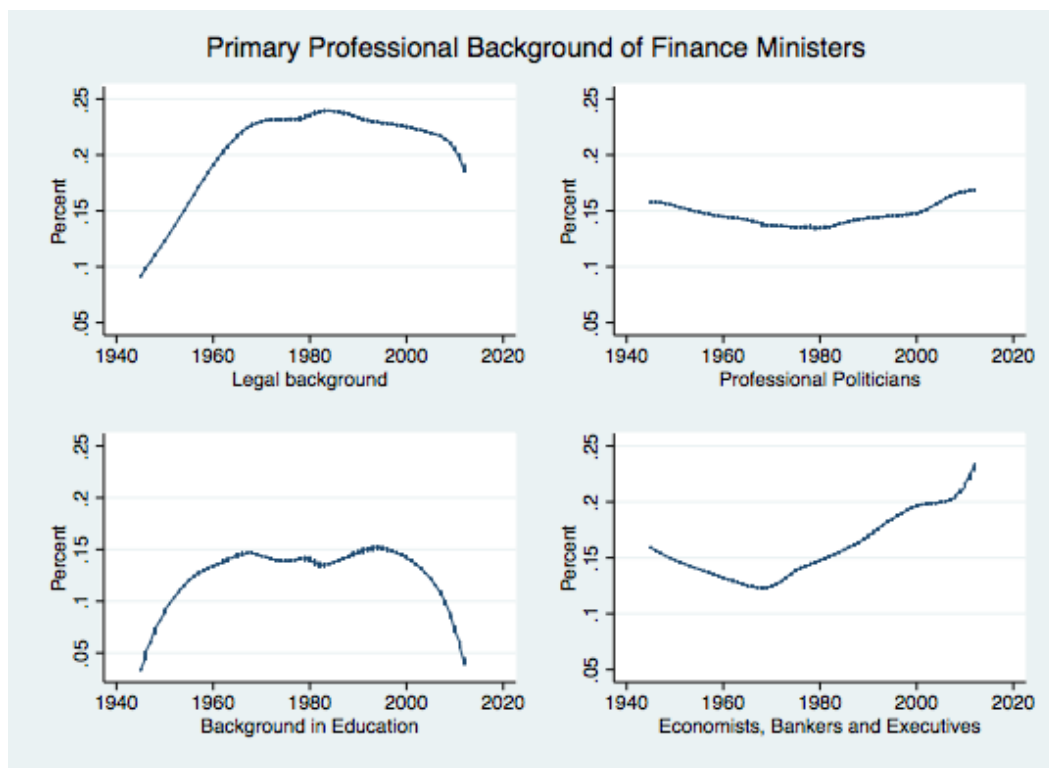 Primary Professional Background of Finance Ministers
Percent
.25
.2
.15
.1
.05
1940 1960 1980 2000 2020
Legal background
Percent
.25
.2
.15
.1
.05
1940 1960 1980 2000 2020
Professional Politicians
Percent
.25
.2
.15
.1
.05
1940 1960 1980 2000 2020
Background in Education
Percent
.25
.2
.15
.1
.05
1940 1960 1980 2000 2020
Economists, Bankers and Executives